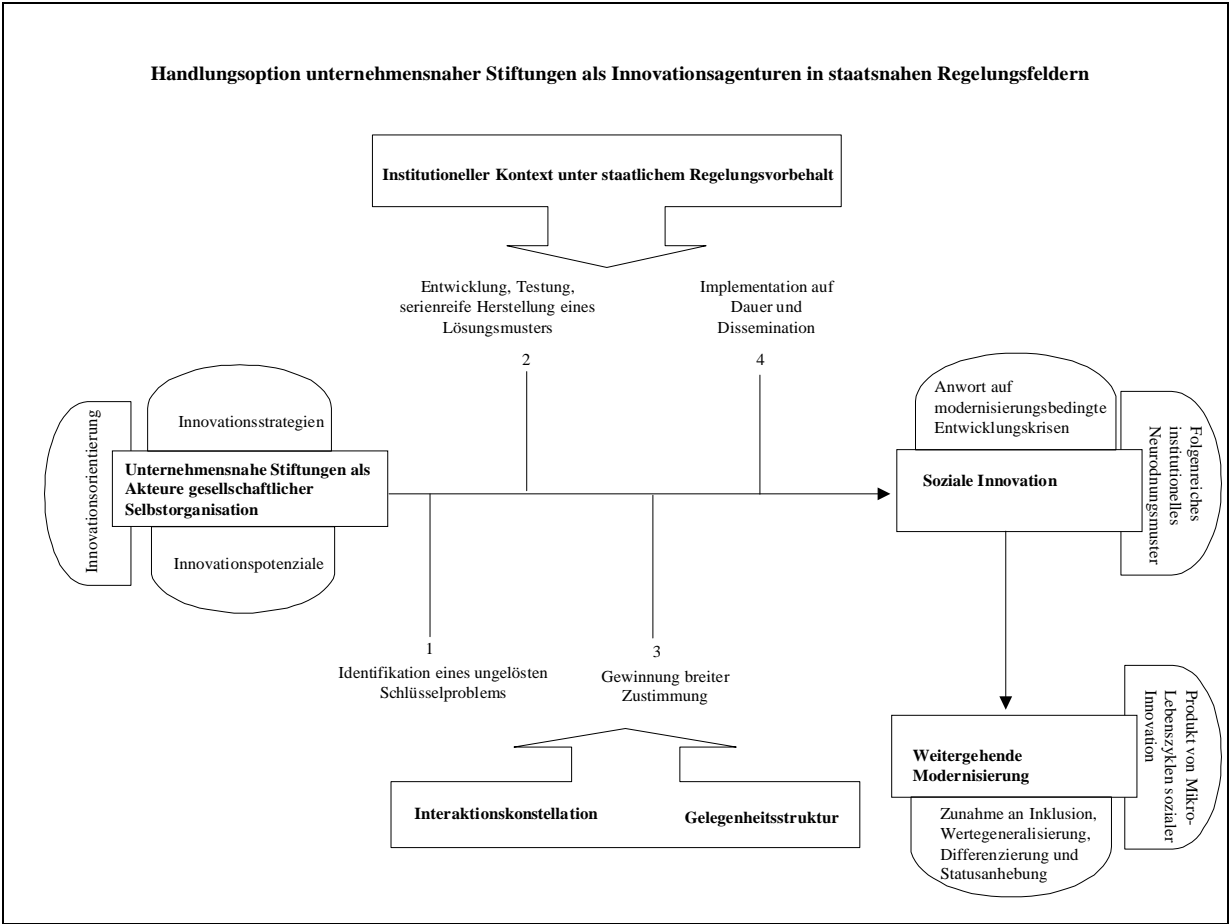 Handlungsoption unternehmensnaher Stiftungen als Innovationsagenturen in staatsnahen Regelungsfeldern
Institutioneller Kontext unter staatlichem Regelungsvorbehalt
Entwicklung, Testung,
serienreife Herstellung eines
Lösungsmusters
2
Implementation auf
Dauer und
Dissemination
4
Innovationsorientierung
Innovationsstrategien
Unternehmensnahe Stiftungen als
Akteure gesellschaftlicher
Selbstorganisation
Innovationspotenziale
Anwort auf
modernisierungsbedingte
Entwicklungskrisen
Soziale Innovation
Folgenreiches
institutionelles
Neurodnungsmuster
1
Identifikation eines ungelösten
Schlüsselproblems
3
Gewinnung breiter
Zustimmung
Interaktionskonstellation
Gelegenheitsstruktur
Weitergehende
Modernisierung
Produkt von Mikro-
Lebenszyklen sozialer
Innovation
Zunahme an Inklusion,
Wertegeneralisierung,
Differenzierung und
Statusanhebung